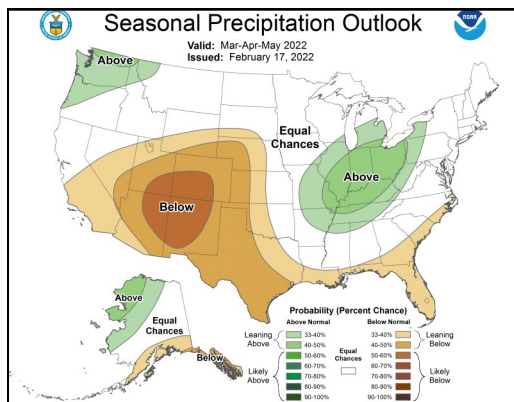 Seasonal Precipitation Outlook
Valid: Mar-Apr-May 2022
Issued: February 17, 2022
NOAA
Above
Equal
Chances
Above
Below
Above
Equal
Chances
Below
Probability (Percent Chance)
Above Normal
Below Normal
Leaning
Above
33-40%
40-50%
Likely
Above
50-60%
60-70%
70-80%
80-90%
90-100%
Equal
Chances
33-40%
40-50%
Leaning
Below
50-60%
60-70%
70-80%
80-90%
90-100%
Likely
Below